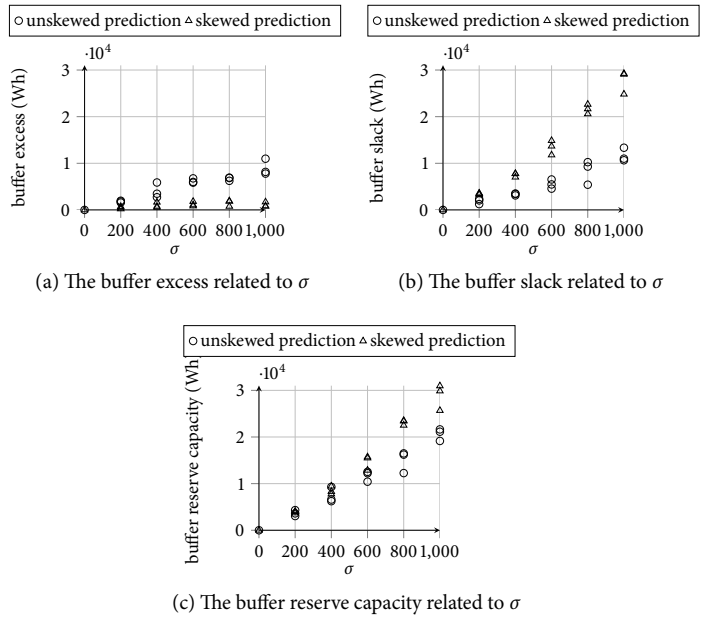 unskewed prediction skewed prediction
·10⁴
buffer excess (Wh)
3
2
1
0
0 200 400 600 800 1,000
σ
(a) The buffer excess related to σ
unskewed prediction skewed prediction
·10⁴
buffer slack (Wh)
3
2
1
0
0 200 400 600 800 1,000
σ
(b) The buffer slack related to σ
unskewed prediction skewed prediction
·10⁴
buffer reserve capacity (Wh)
3
2
1
0
0 200 400 600 800 1,000
σ
(c) The buffer reserve capacity related to σ